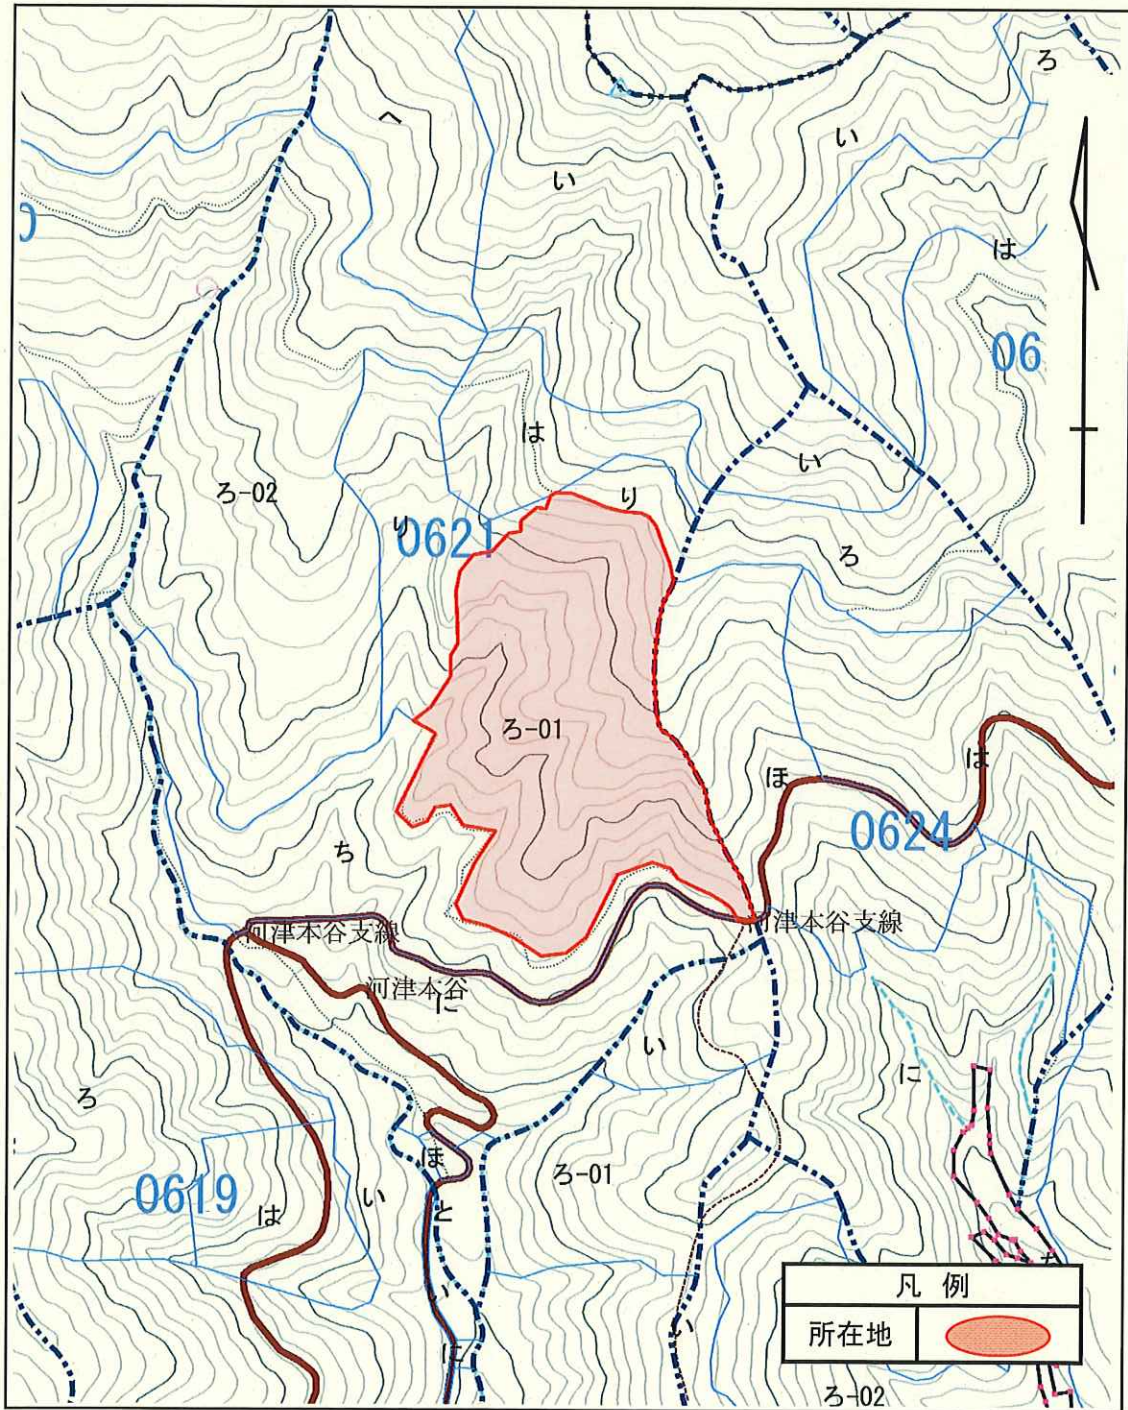 ろ
へ
い
い
は
06
は
い
り
ろ-02
り
0621
ろ
ろ-01
は
ほ
0624
ち
河津本谷支線
河津本谷支線
河津本谷
に
い
に
ろ
ほ
ろ-01
0619
い
は
と
い
ち
に
い
凡 例
所在地
ろ-02